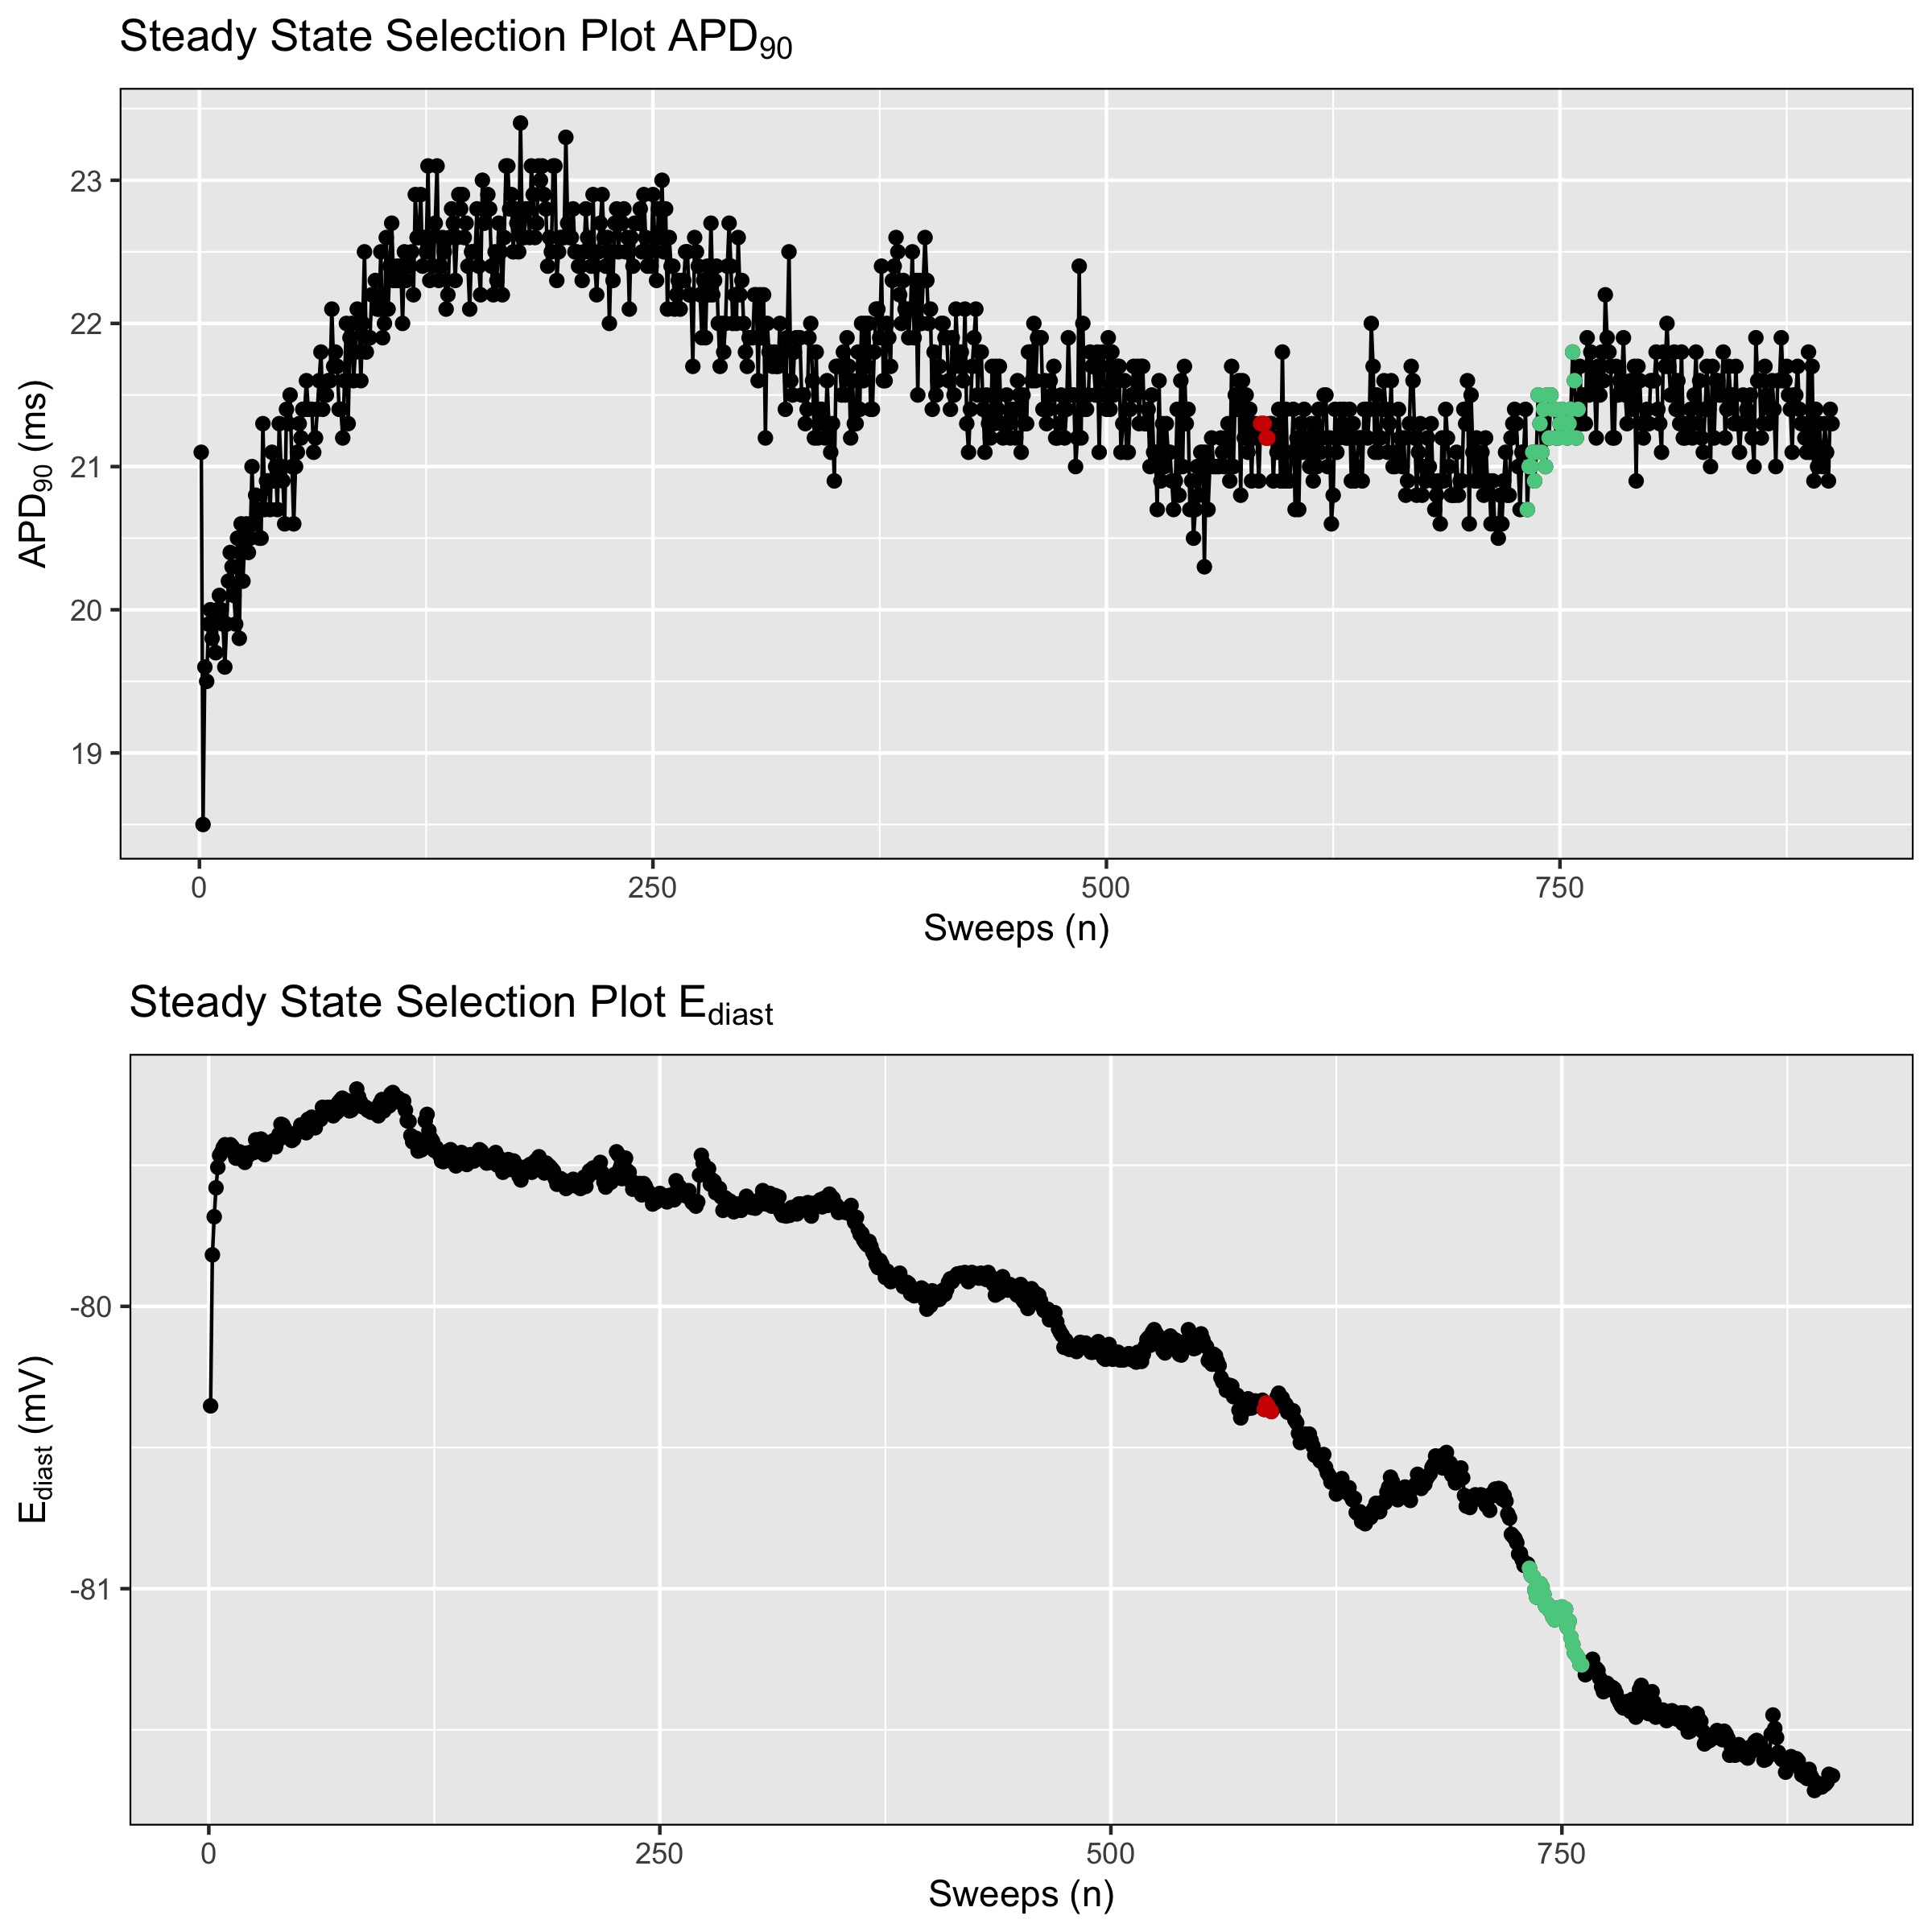 Steady State Selection Plot APD90
23
22
21
20
19
APD90 (ms)
0 250 500 750
Sweeps (n)
Steady State Selection Plot Ediast
-80
-81
Ediast (mV)
0 250 500 750
Sweeps (n)